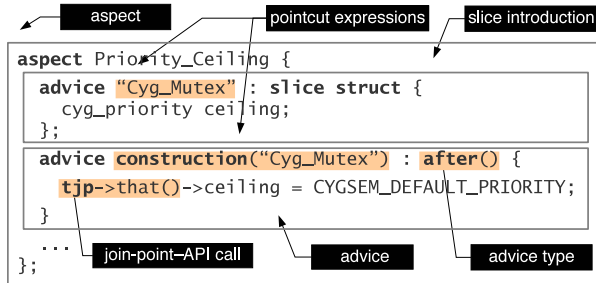 aspect
pointcut expressions
slice introduction
aspect Priority_Ceiling {
advice “Cyg_Mutex” : slice struct {
cyg_priority ceiling;
};
advice construction(“Cyg_Mutex”) : after() {
tjp->that()->ceiling = CYGSEM_DEFAULT_PRIORITY;
}
...
};
join-point–API call
advice
advice type